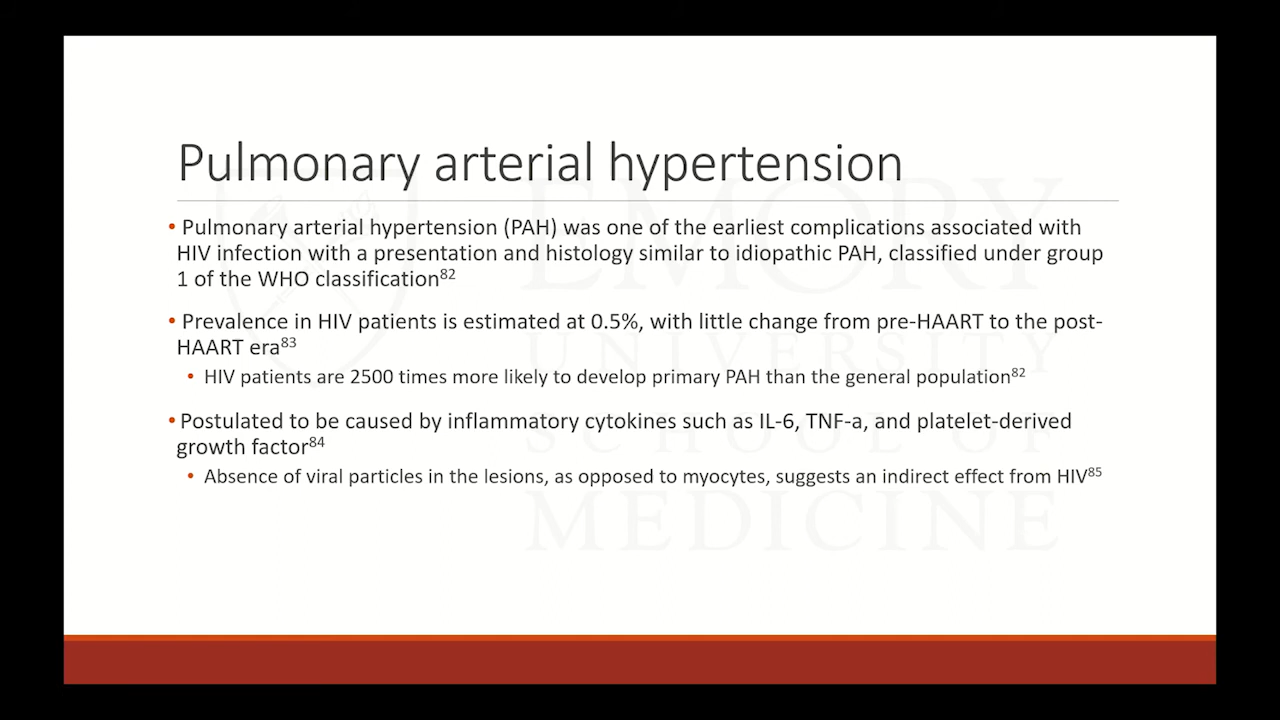 Pulmonary arterial hypertension
• Pulmonary arterial hypertension (PAH) was one of the earliest complications associated with
HIV infection with a presentation and histology similar to idiopathic PAH, classified under group
1 of the WHO classification⁸²
• Prevalence in HIV patients is estimated at 0.5%, with little change from pre-HAART to the post-
HAART era⁸³
• HIV patients are 2500 times more likely to develop primary PAH than the general population⁸²
• Postulated to be caused by inflammatory cytokines such as IL-6, TNF-a, and platelet-derived
growth factor⁸⁴
• Absence of viral particles in the lesions, as opposed to myocytes, suggests an indirect effect from HIV⁸⁵
EMORY
UNIVERSITY
SCHOOL OF
MEDICINE